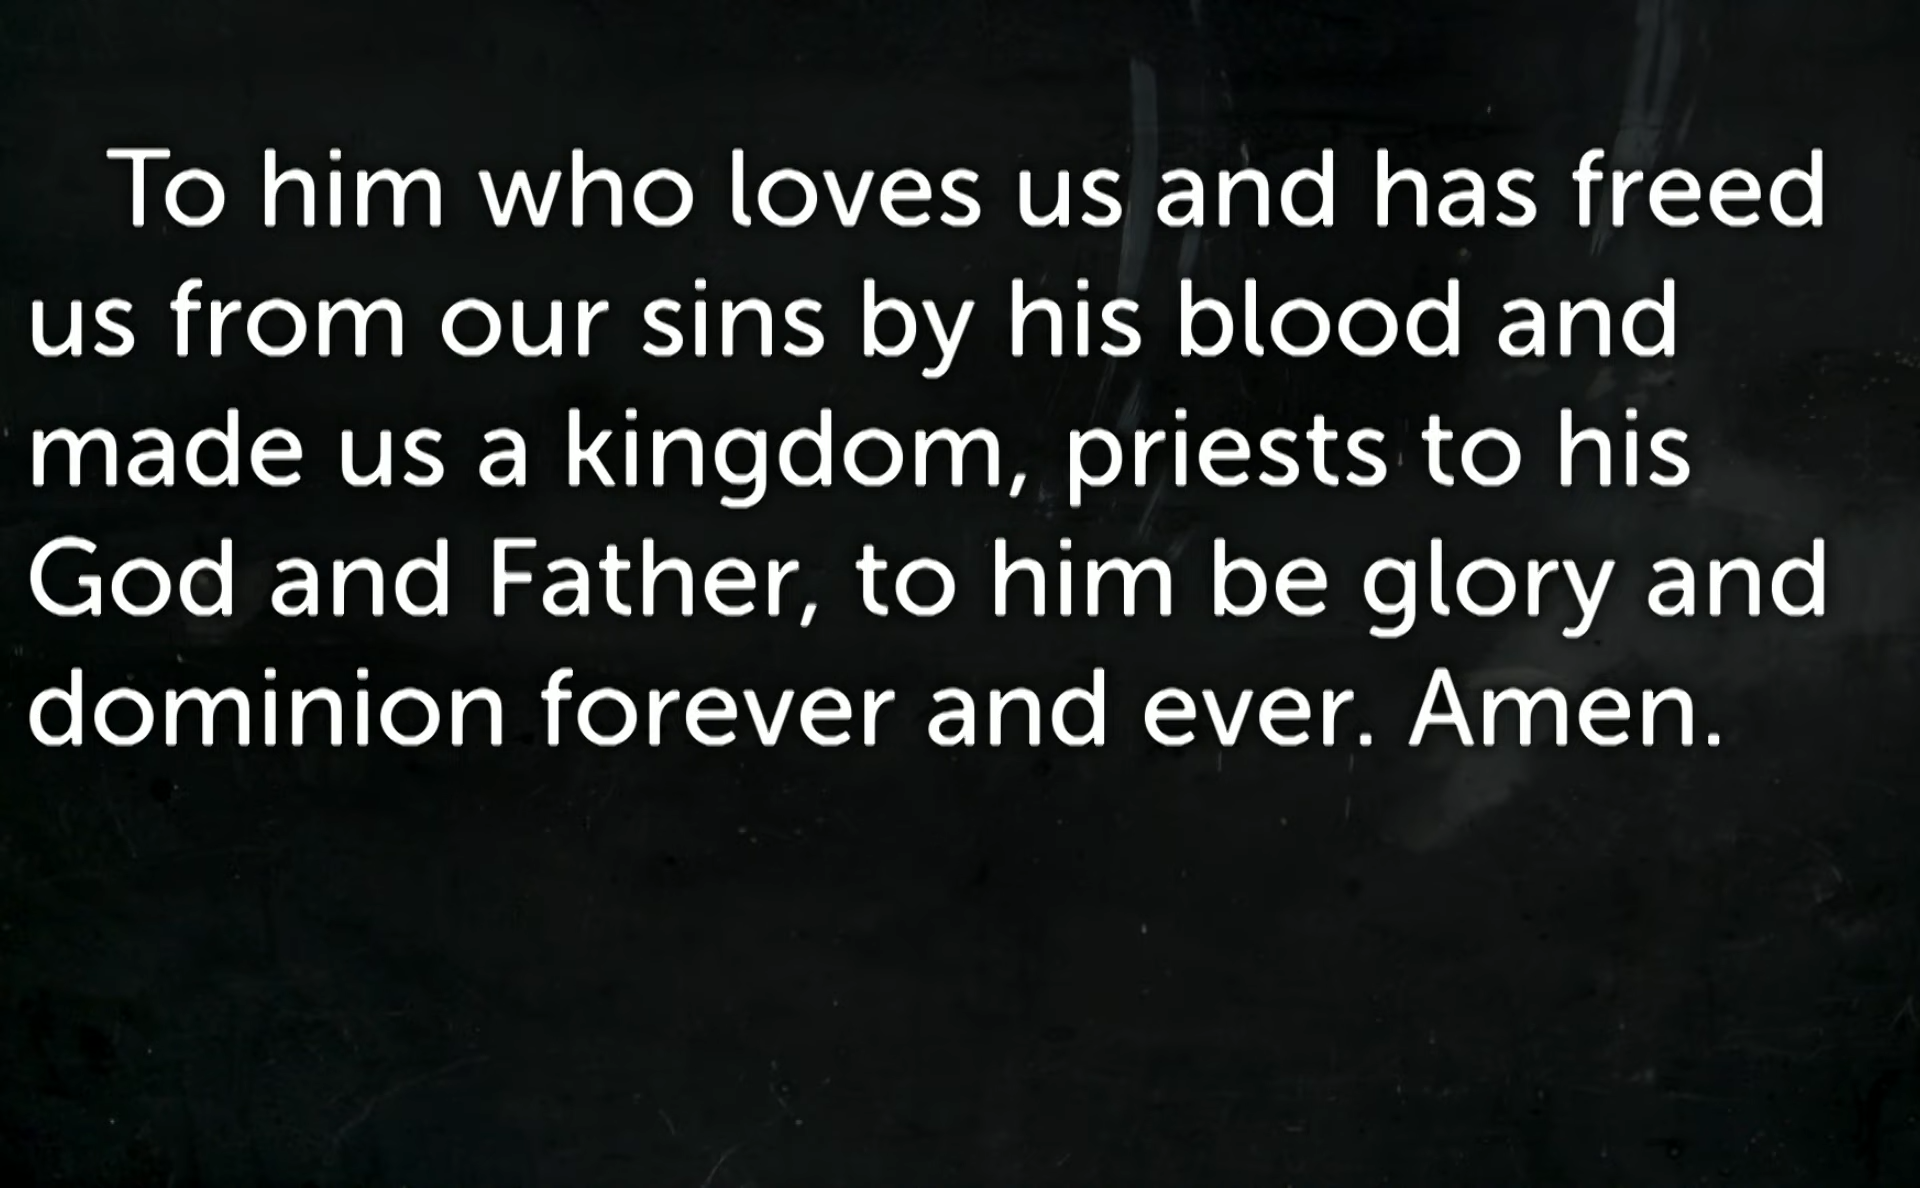 To him who loves us and has freed
us from our sins by his blood and
made us a kingdom, priests to his
God and Father, to him be glory and
dominion forever and ever. Amen.